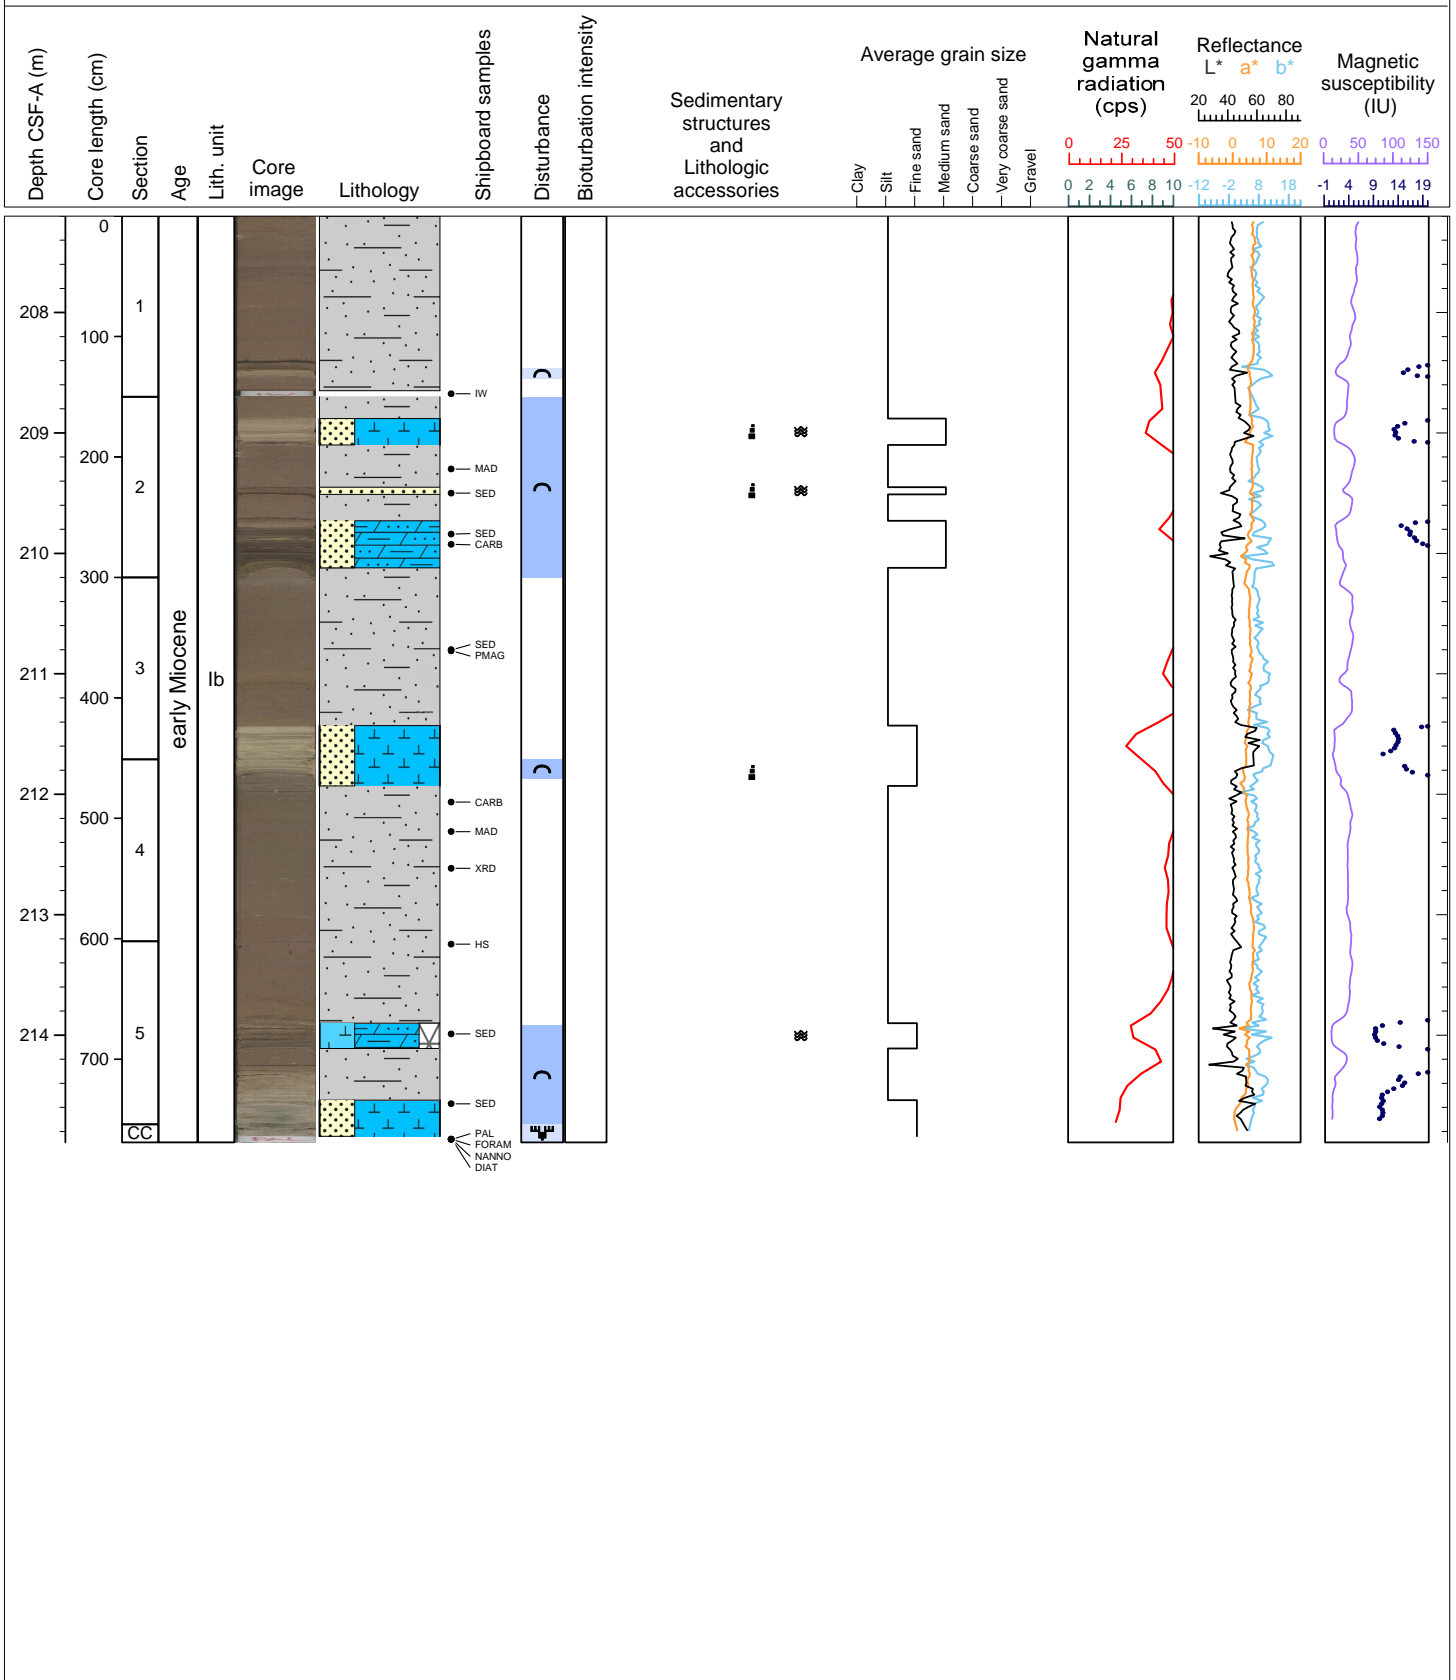 Depth CSF-A (m)
Core length (cm)
Section
Age
Lith. unit
Core
image
Lithology
Shipboard samples
Disturbance
Bioturbation intensity
Sedimentary
structures
and
Lithologic
accessories
Average grain size
Clay
Silt
Fine sand
Medium sand
Coarse sand
Very coarse sand
Gravel
Natural
gamma
radiation
(cps)
0 25 50
0 2 4 6 8 10
Reflectance
L* a* b*
20 40 60 80
-10 0 10 20
-12 -2 8 18
Magnetic
susceptibility
(IU)
0 50 100 150
-1 4 9 14 19
208
209
210
211
212
213
214
0
100
200
300
400
500
600
700
1
2
3
4
5
CC
early Miocene
Ib
IW
MAD
SED
SED
CARB
SED
PMAG
CARB
MAD
XRD
HS
SED
SED
PAL
FORAM
NANNO
DIAT